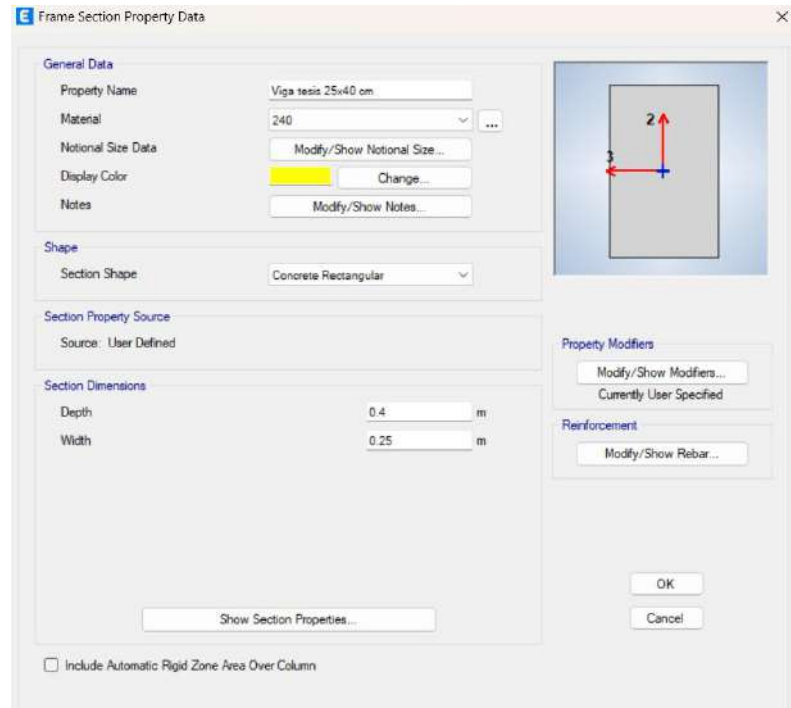 E Frame Section Property Data
General Data
Property Name Viga tesis 25x40 cm
Material 240 ...
Notional Size Data Modify/Show Notional Size...
Display Color Change...
Notes Modify/Show Notes...
2
3
Shape
Section Shape Concrete Rectangular
Section Property Source
Source: User Defined
Property Modifiers
Modify/Show Modifiers...
Currently User Specified
Section Dimensions
Depth 0.4 m
Width 0.25 m
Reinforcement
Modify/Show Rebar...
OK
Show Section Properties...
Cancel
Include Automatic Rigid Zone Area Over Column